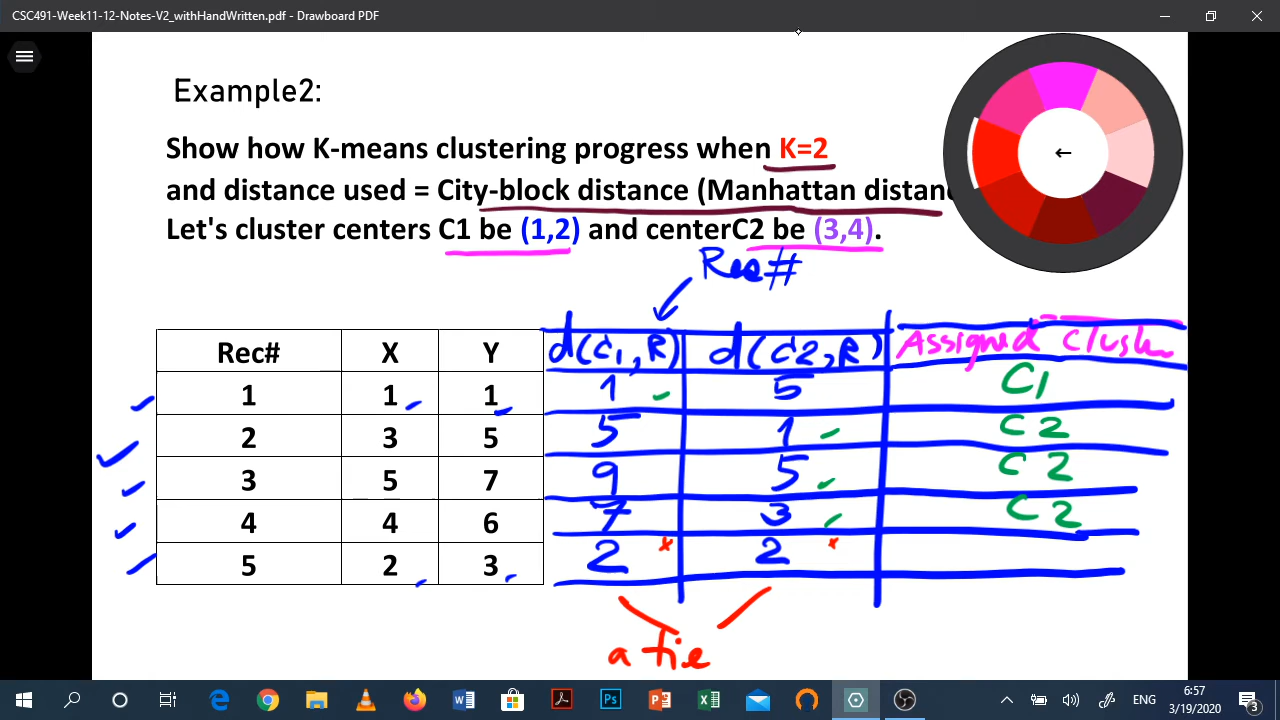 CSC491-Week11-12-Notes-V2_withHandWritten.pdf - Drawboard PDF
Example2:
Show how K-means clustering progress when K=2
and distance used = City-block distance (Manhattan distanc
Let's cluster centers C1 be (1,2) and centerC2 be (3,4).
Rec#
Rec# X Y d(C1,R) d(C2,R) Assigned cluster
1 1 1 1 5 C1
2 3 5 5 1 C2
3 5 7 9 5 C2
4 4 6 7 3 C2
5 2 3 2 2
a tie
ENG
6:57
3/19/2020
3